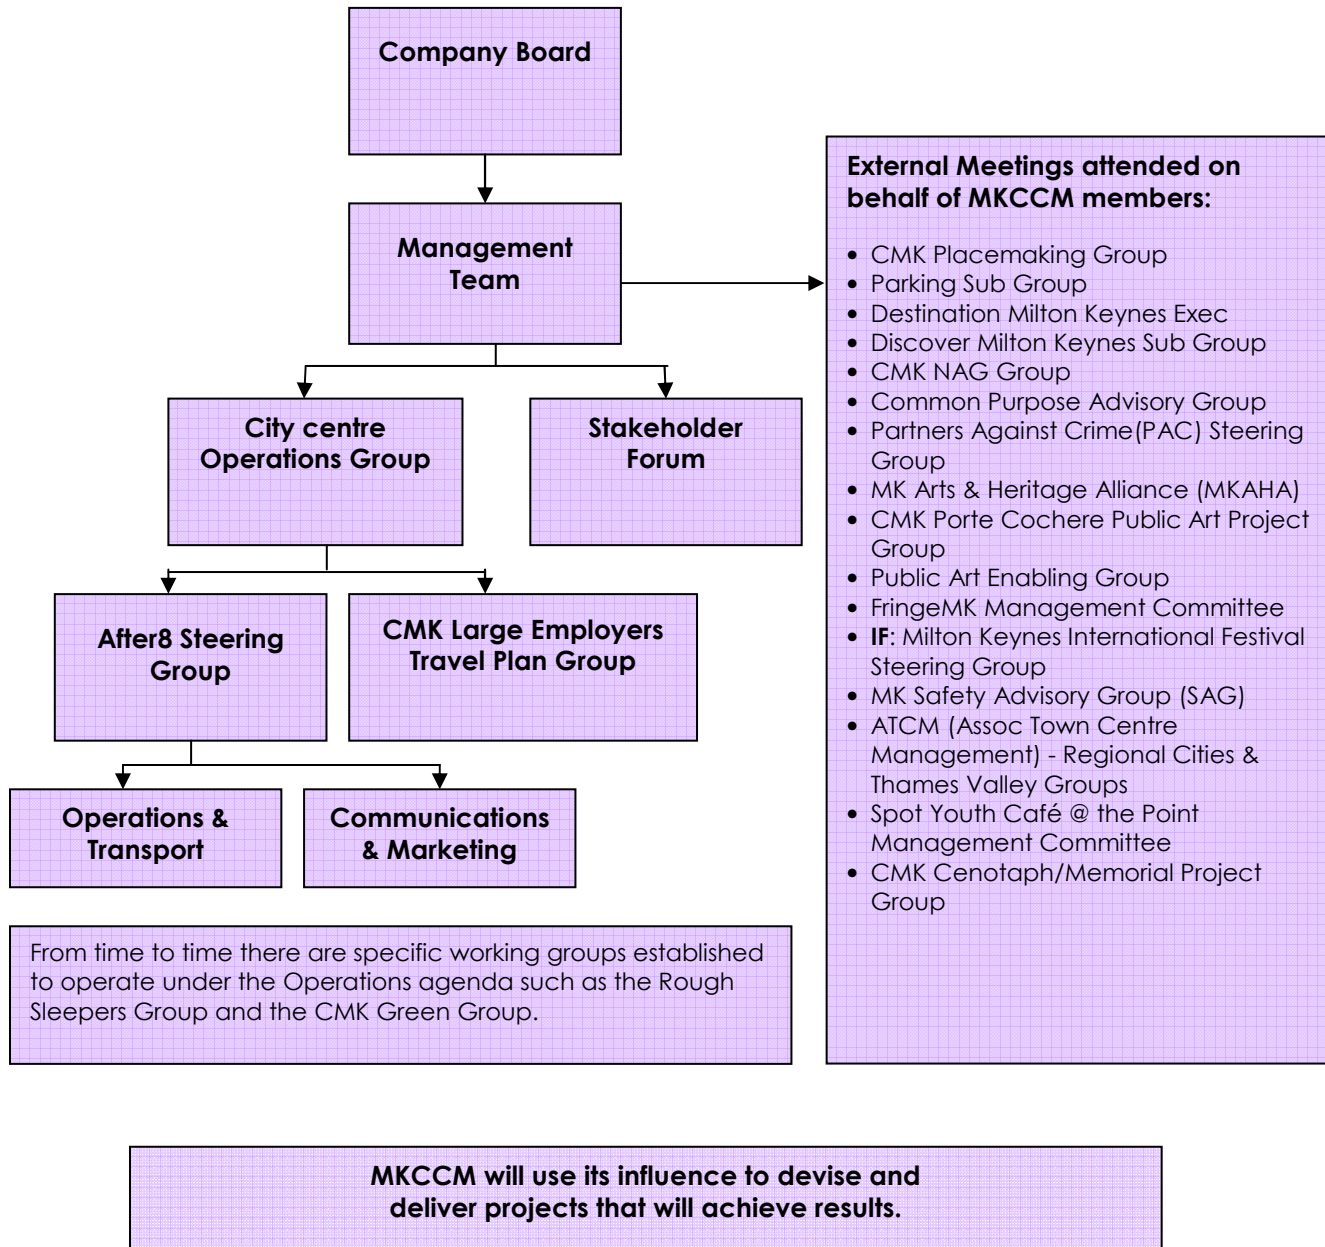 Company Board
Management
Team
City centre
Operations Group
Stakeholder
Forum
After8 Steering
Group
CMK Large Employers
Travel Plan Group
Operations &
Transport
Communications
& Marketing
External Meetings attended on
behalf of MKCCM members:
• CMK Placemaking Group
• Parking Sub Group
• Destination Milton Keynes Exec
• Discover Milton Keynes Sub Group
• CMK NAG Group
• Common Purpose Advisory Group
• Partners Against Crime(PAC) Steering
Group
• MK Arts & Heritage Alliance (MKAHA)
• CMK Porte Cochere Public Art Project
Group
• Public Art Enabling Group
• FringeMK Management Committee
• IF: Milton Keynes International Festival
Steering Group
• MK Safety Advisory Group (SAG)
• ATCM (Assoc Town Centre
Management) - Regional Cities &
Thames Valley Groups
• Spot Youth Café @ the Point
Management Committee
• CMK Cenotaph/Memorial Project
Group
From time to time there are specific working groups established
to operate under the Operations agenda such as the Rough
Sleepers Group and the CMK Green Group.
MKCCM will use its influence to devise and
deliver projects that will achieve results.